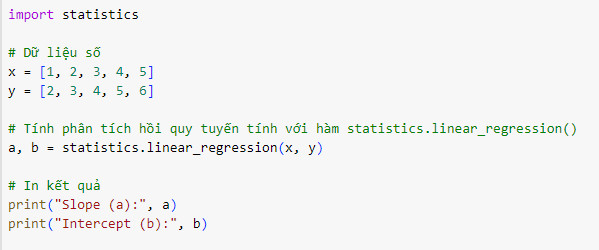 import statistics
# Dữ liệu số
x = [1, 2, 3, 4, 5]
y = [2, 3, 4, 5, 6]
# Tính phân tích hồi quy tuyến tính với hàm statistics.linear_regression()
a, b = statistics.linear_regression(x, y)
# In kết quả
print("Slope (a):", a)
print("Intercept (b):", b)